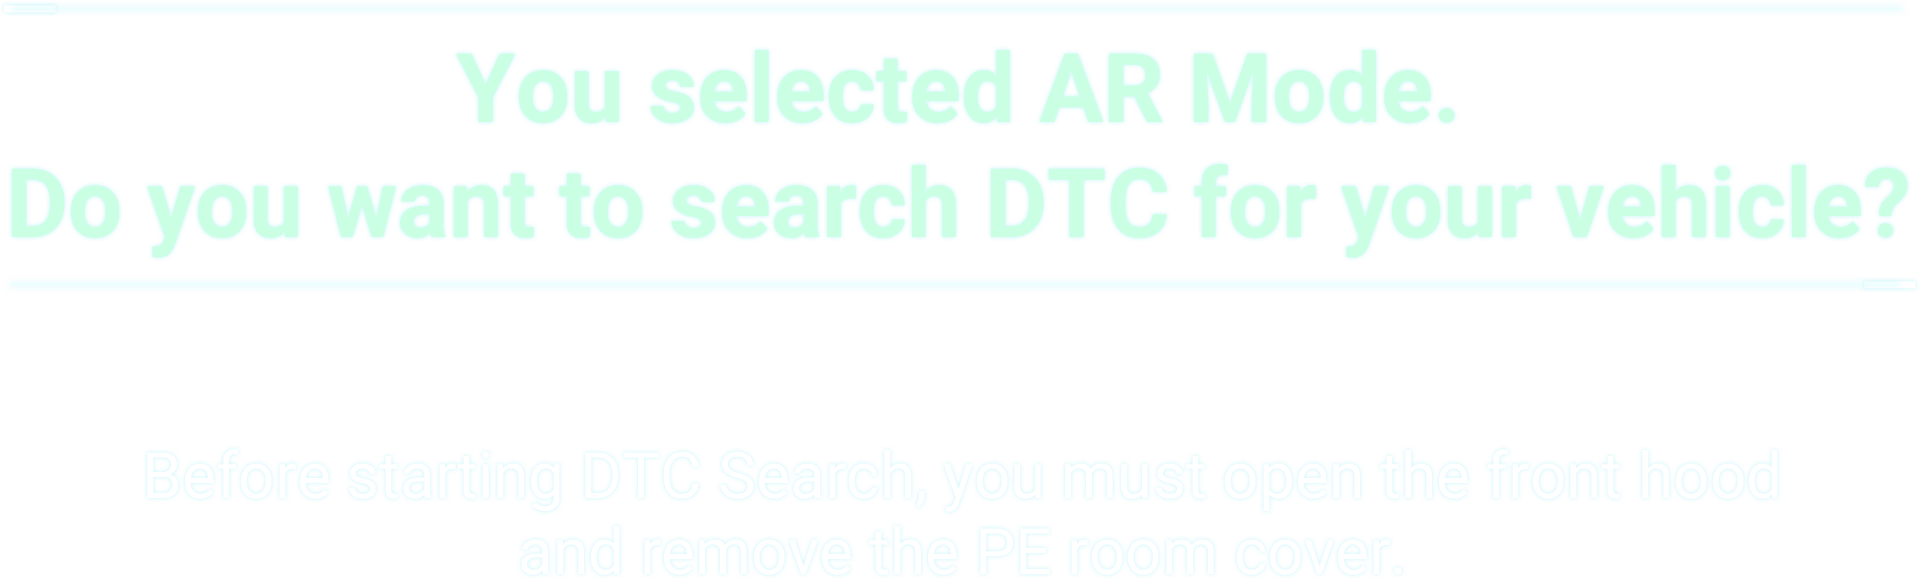 You selected AR Mode.
Do you want to search DTC for your vehicle?
Before starting DTC Search, you must open the front hood
and remove the PE room cover.